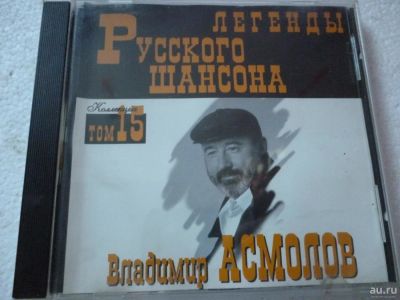 ЛЕГЕНДЫ
РУССКОГО
ШАНСОНА
Коллекция
ТОМ 15
Владимир АСМОЛОВ
au.ru